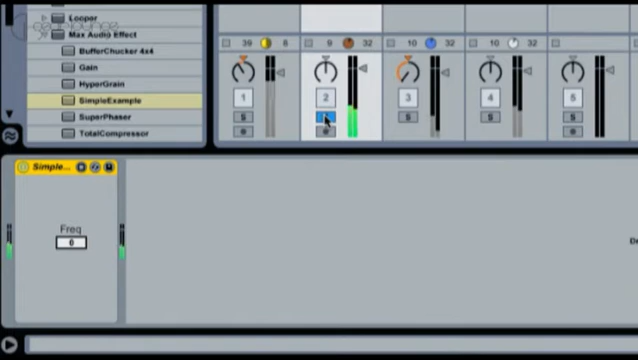 Looper
Max Audio Effect
BufferChucker 4x4
Gain
HyperGrain
SimpleExample
SuperPhaser
TotalCompressor
39 8 9 32 10 32 10 32
1 2 3 4 5
S S S S
Simple...
Freq
0